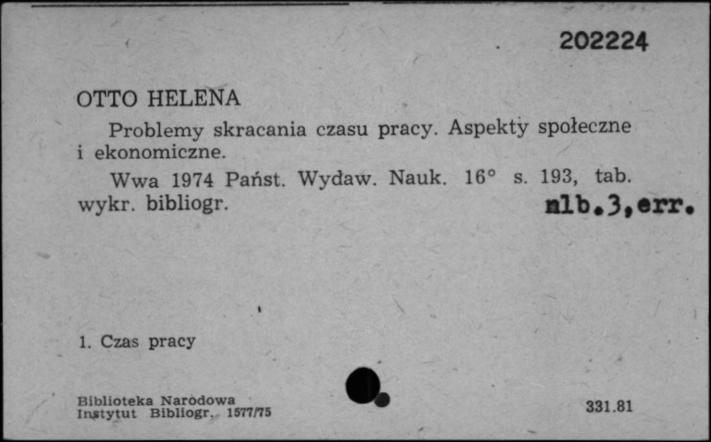 202224
OTTO HELENA
Problemy skracania czasu pracy. Aspekty społeczne
i ekonomiczne.
Wwa 1974 Państ. Wydaw. Nauk. 16° s. 193, tab.
wykr. bibliogr. nlb.3,err.
1. Czas pracy
Biblioteka Narodowa
Instytut Bibliogr. 1577/75 331.81